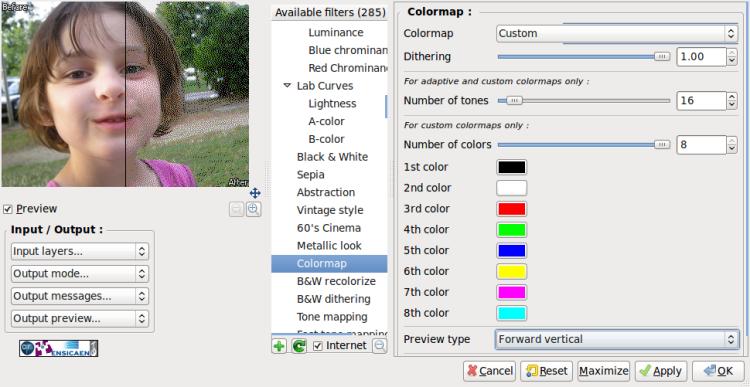 Before
After
Preview
Input / Output :
Input layers...
Output mode...
Output messages...
Output preview...
ENSICAEN
Available filters (285)
Luminance
Blue chrominan
Red Chrominan
Lab Curves
Lightness
A-color
B-color
Black & White
Sepia
Abstraction
Vintage style
60's Cinema
Metallic look
Colormap
B&W recolorize
B&W dithering
Tone mapping
Fast tone mapping
Internet
Colormap :
Colormap Custom
Dithering 1.00
For adaptive and custom colormaps only :
Number of tones 16
For custom colormaps only :
Number of colors 8
1st color
2nd color
3rd color
4th color
5th color
6th color
7th color
8th color
Preview type Forward vertical
Cancel Reset Maximize Apply OK